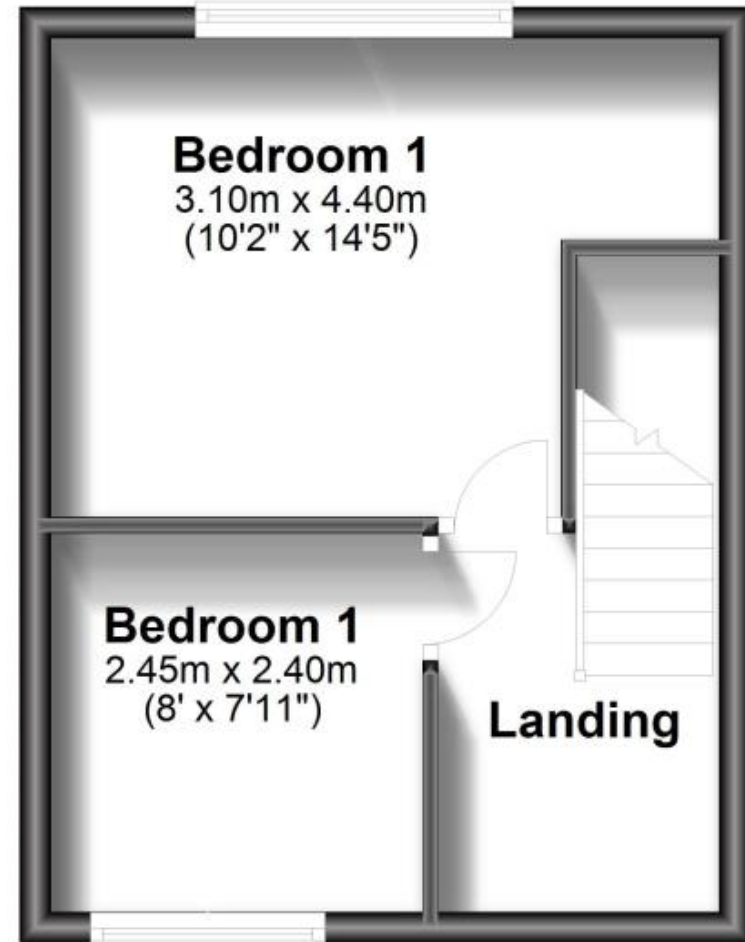 Bedroom 1
3.10m x 4.40m
(10'2" x 14'5")
Bedroom 1
2.45m x 2.40m
(8' x 7'11")
Landing